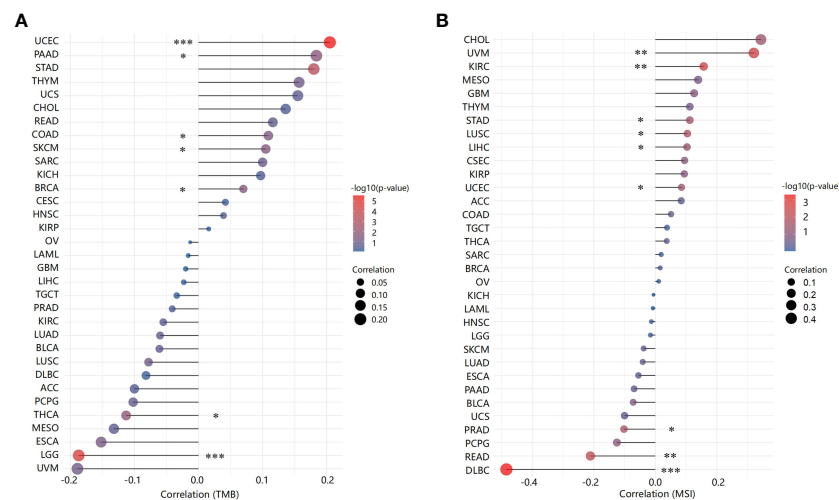 A
UCEC ***
PAAD *
STAD
THYM
UCS
CHOL
READ
COAD *
SKCM *
SARC
KICH
BRCA *
CESC
HNSC
KIRP
OV
LAML
GBM
LIHC
TGCT
PRAD
KIRC
LUAD
BLCA
LUSC
DLBC
ACC
PCPG
THCA *
MESO
ESCA
LGG ***
UVM
-0.2 -0.1 0.0 0.1 0.2
Correlation (TMB)
-log10(p-value)
5
4
3
2
1
Correlation
0.05
0.10
0.15
0.20
B
CHOL
UVM **
KIRC **
MESO
GBM
THYM
STAD *
LUSC *
LIHC *
CSEC
KIRP
UCEC *
ACC
COAD
TGCT
THCA
SARC
BRCA
OV
KICH
LAML
HNSC
LGG
SKCM
LUAD
ESCA
PAAD
BLCA
UCS
PRAD *
PCPG
READ **
DLBC ***
-0.4 -0.2 0.0 0.2
Correlation (MSI)
-log10(p-value)
3
2
1
Correlation
0.1
0.2
0.3
0.4